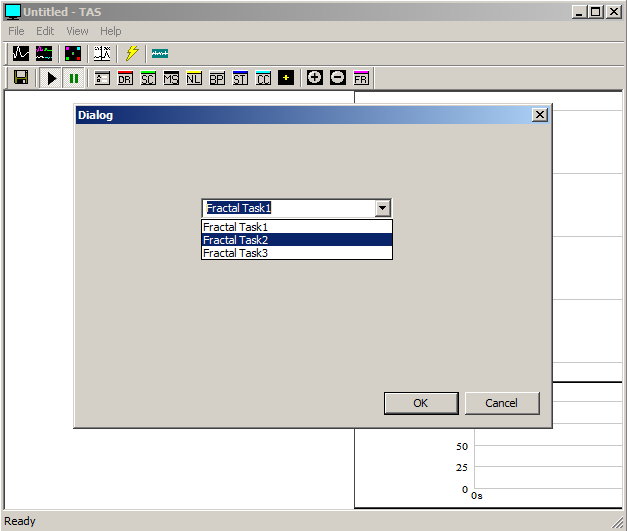 Untitled - TAS
File Edit View Help
DR SC MS NL BP ST CC FR
Dialog
Fractal Task1
Fractal Task1
Fractal Task2
Fractal Task3
OK Cancel
50
25
0
0s
Ready